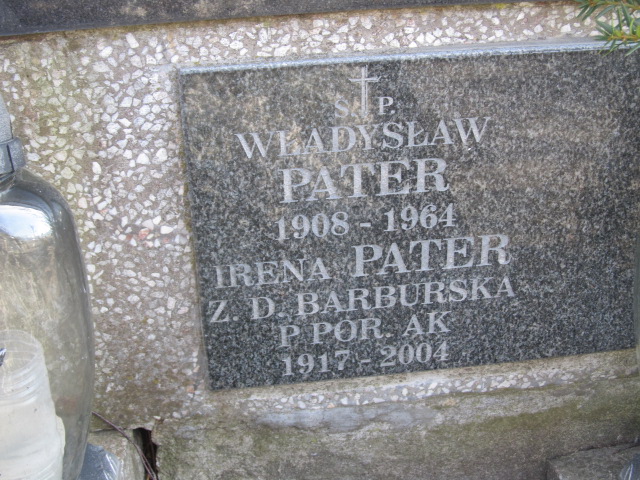 Ś P.
WŁADYSŁAW
PATER
1908 - 1964
IRENA PATER
Z. D. BARBURSKA
P POR. AK
1917 - 2004